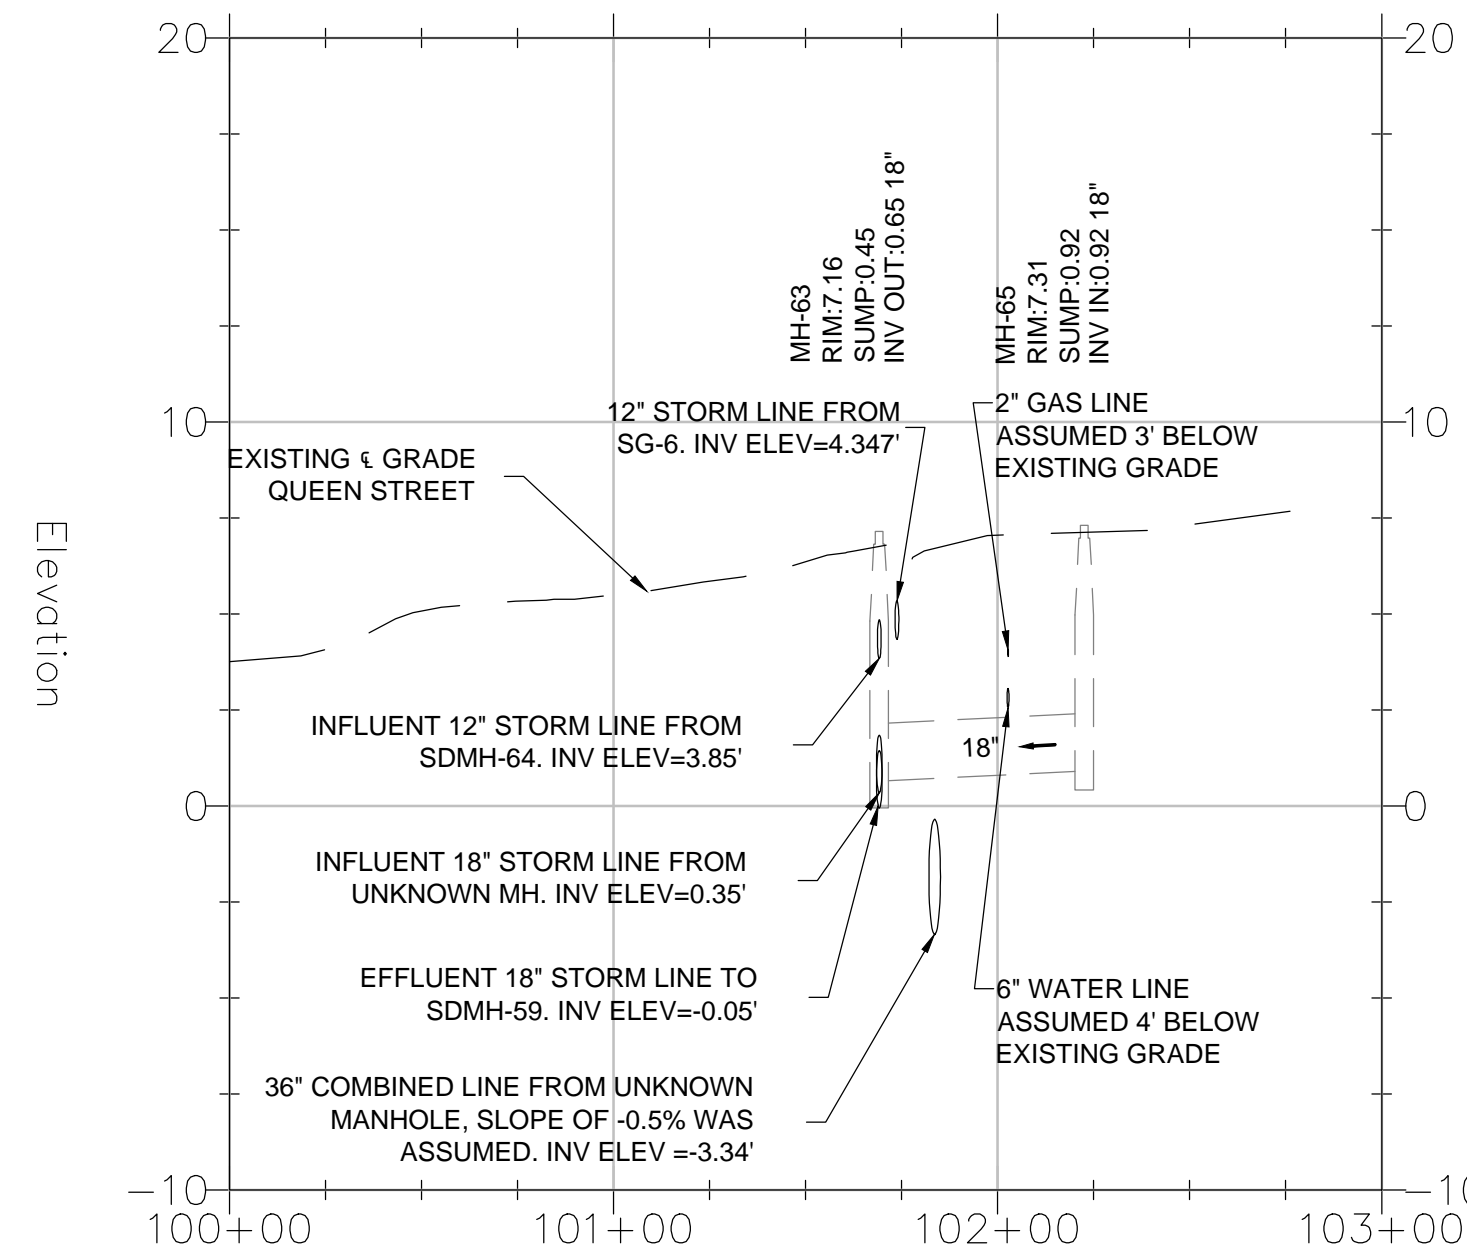 20
20
MH-63
RIM:7.16
SUMP:0.45
INV OUT:0.65 18"
MH-65
RIM:7.31
SUMP:0.92
INV IN:0.92 18"
12" STORM LINE FROM
SG-6. INV ELEV=4.347'
2" GAS LINE
ASSUMED 3' BELOW
EXISTING GRADE
10
10
EXISTING ℄ GRADE
QUEEN STREET
Elevation
INFLUENT 12" STORM LINE FROM
SDMH-64. INV ELEV=3.85'
18"
0
0
INFLUENT 18" STORM LINE FROM
UNKNOWN MH. INV ELEV=0.35'
EFFLUENT 18" STORM LINE TO
SDMH-59. INV ELEV=-0.05'
6" WATER LINE
ASSUMED 4' BELOW
EXISTING GRADE
36" COMBINED LINE FROM UNKNOWN
MANHOLE, SLOPE OF -0.5% WAS
ASSUMED. INV ELEV =-3.34'
-10
-10
100+00
101+00
102+00
103+00